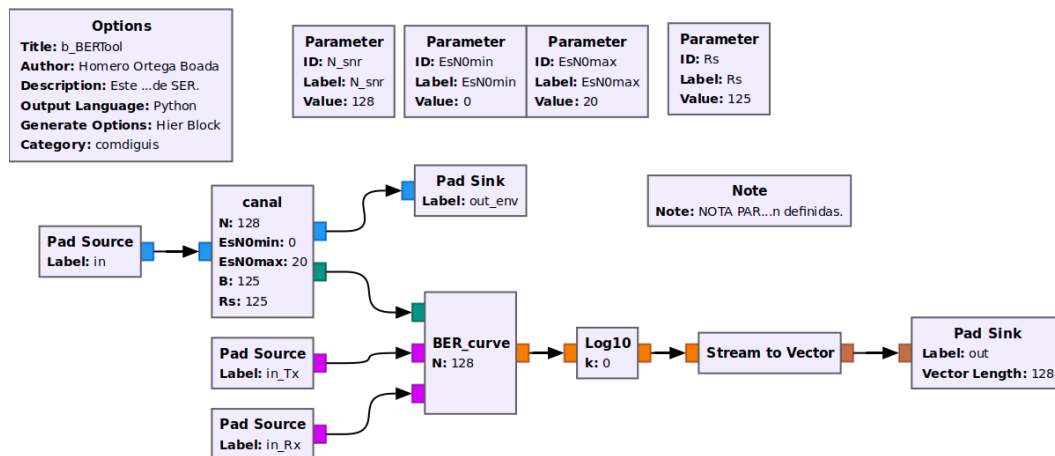 Options
Title: b_BERTool
Author: Homero Ortega Boada
Description: Este ...de SER.
Output Language: Python
Generate Options: Hier Block
Category: comdiguis
Parameter
ID: N_snr
Label: N_snr
Value: 128
Parameter
ID: EsN0min
Label: EsN0min
Value: 0
Parameter
ID: EsN0max
Label: EsN0max
Value: 20
Parameter
ID: Rs
Label: Rs
Value: 125
Pad Sink
Label: out_env
Note
Note: NOTA PAR...n definidas.
canal
N: 128
EsN0min: 0
EsN0max: 20
B: 125
Rs: 125
Pad Source
Label: in
BER_curve
N: 128
Log10
k: 0
Stream to Vector
Pad Sink
Label: out
Vector Length: 128
Pad Source
Label: in_Tx
Pad Source
Label: in_Rx